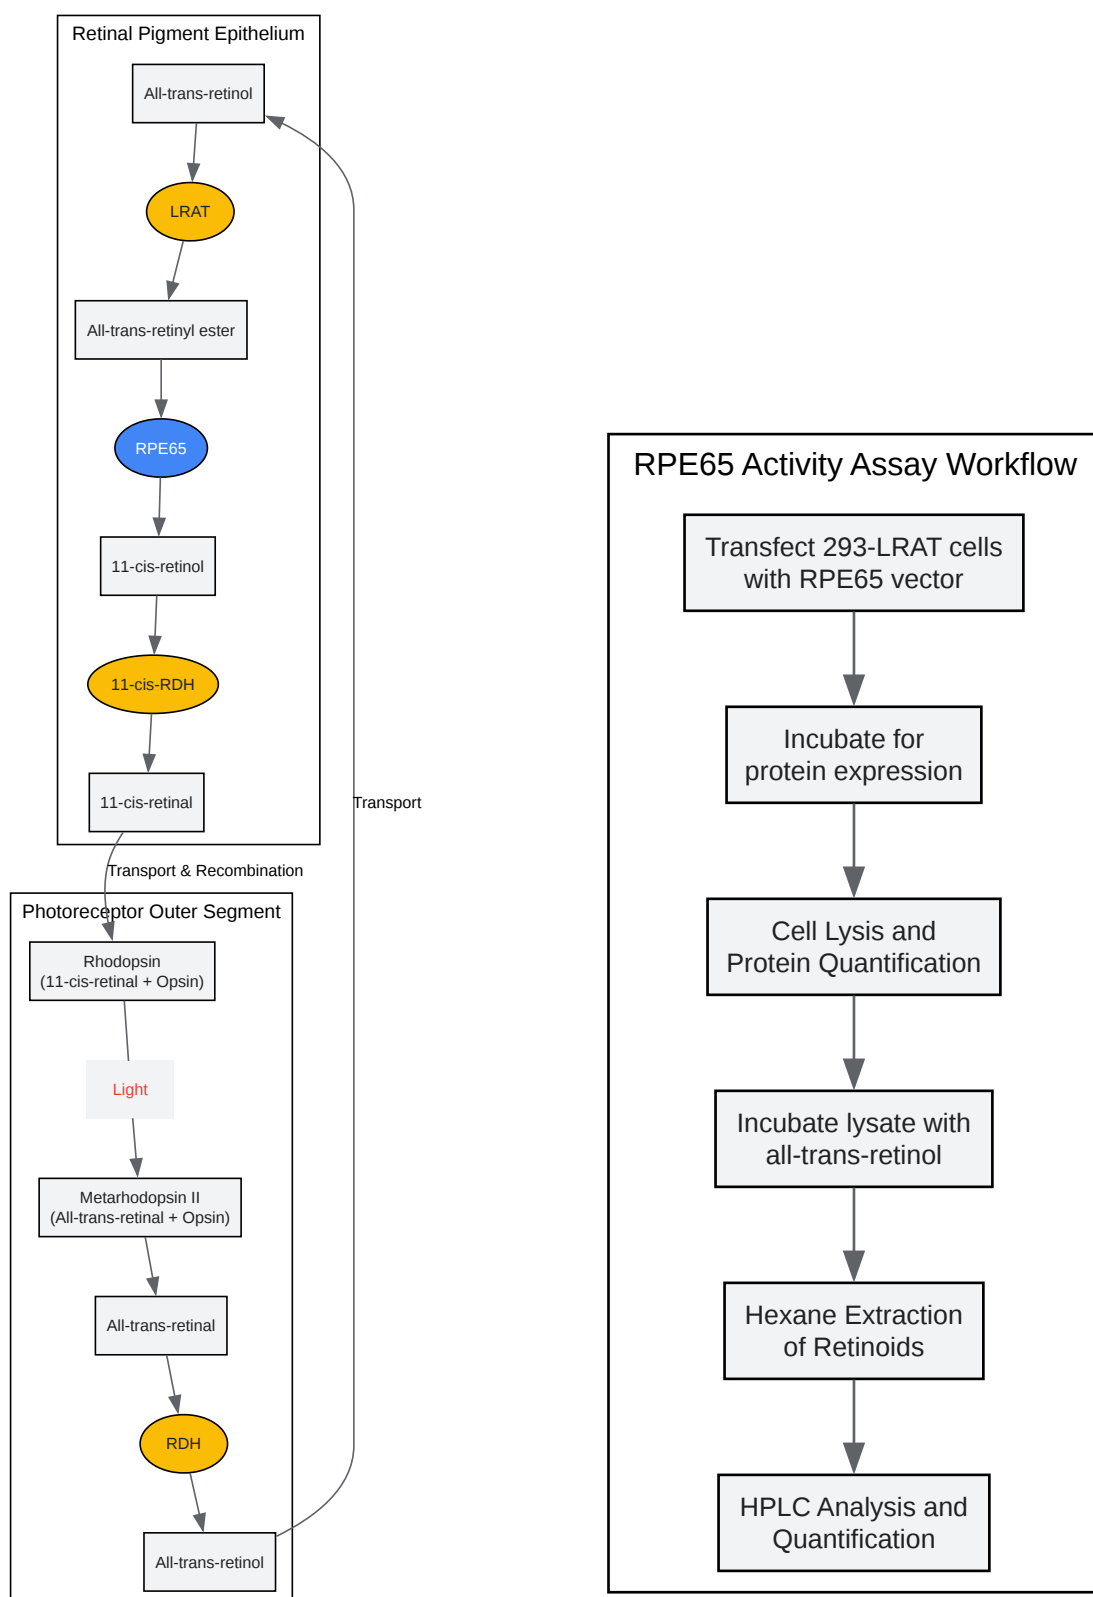 Retinal Pigment Epithelium
All-trans-retinol
LRAT
All-trans-retinyl ester
RPE65
11-cis-retinol
11-cis-RDH
11-cis-retinal
Transport
Transport & Recombination
Photoreceptor Outer Segment
Rhodopsin
(11-cis-retinal + Opsin)
Light
Metarhodopsin II
(All-trans-retinal + Opsin)
All-trans-retinal
RDH
All-trans-retinol
RPE65 Activity Assay Workflow
Transfect 293-LRAT cells
with RPE65 vector
Incubate for
protein expression
Cell Lysis and
Protein Quantification
Incubate lysate with
all-trans-retinol
Hexane Extraction
of Retinoids
HPLC Analysis and
Quantification